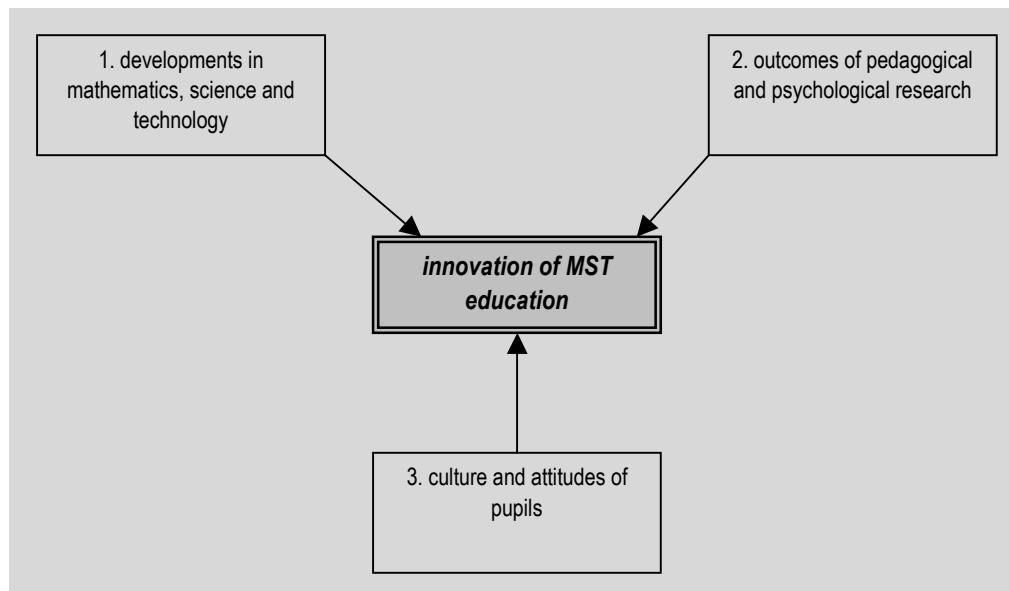 1. developments in
mathematics, science and
technology
2. outcomes of pedagogical
and psychological research
innovation of MST
education
3. culture and attitudes of
pupils